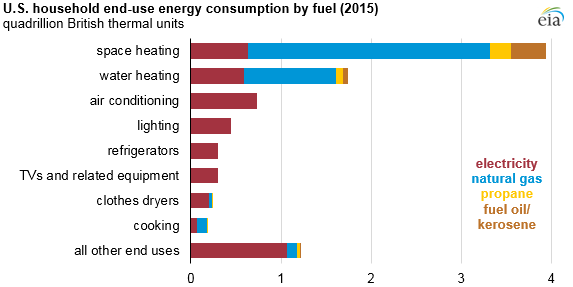 U.S. household end-use energy consumption by fuel (2015)
quadrillion British thermal units
eia
space heating
water heating
air conditioning
lighting
refrigerators
TVs and related equipment
clothes dryers
cooking
all other end uses
electricity
natural gas
propane
fuel oil/
kerosene
0 1 2 3 4